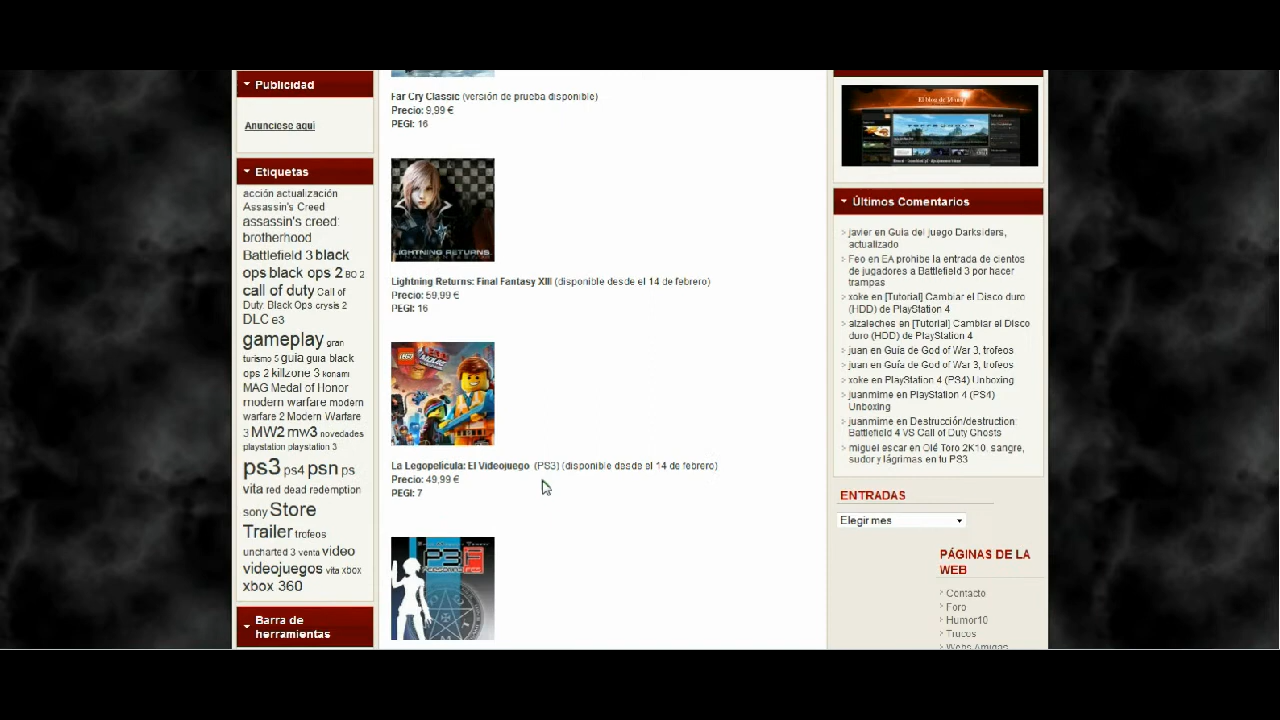 Publicidad
Anunciese aqui
Etiquetas
acción actualización
Assassin's Creed
assassin's creed:
brotherhood
Battlefield 3 black
ops black ops 2 BO 2
call of duty Call of
Duty: Black Ops crysis 2
DLC e3
gameplay gran
turismo 5 guia guia black
ops 2 killzone 3 konami
MAG Medal of Honor
modern warfare modern
warfare 2 Modern Warfare
3 MW2 mw3 novedades
playstation playstation 3
ps3 ps4 psn ps
vita red dead redemption
sony Store
Trailer trofeos
uncharted 3 venta video
videojuegos vita xbox
xbox 360
Barra de
herramientas
Far Cry Classic (versión de prueba disponible)
Precio: 9,99 €
PEGI: 16
LIGHTNING RETURNS
Lightning Returns: Final Fantasy XIII (disponible desde el 14 de febrero)
Precio: 59,99 €
PEGI: 16
LEGO
La Legopelícula: El Videojuego (PS3) (disponible desde el 14 de febrero)
Precio: 49,99 €
PEGI: 7
P3F
Últimos Comentarios
javier en Guia del juego Darksiders,
actualizado
Feo en EA prohibe la entrada de cientos
de jugadores a Battlefield 3 por hacer
trampas
xoke en [Tutorial] Cambiar el Disco duro
(HDD) de PlayStation 4
alzaleches en [Tutorial] Cambiar el Disco
duro (HDD) de PlayStation 4
juan en Guía de God of War 3, trofeos
juan en Guía de God of War 3, trofeos
xoke en PlayStation 4 (PS4) Unboxing
juanmime en PlayStation 4 (PS4)
Unboxing
juanmime en Destrucción/destruction:
Battlefield 4 VS Call of Duty Ghosts
miguel escar en Olé Toro 2K10, sangre,
sudor y lágrimas en tu PS3
ENTRADAS
Elegir mes
PÁGINAS DE LA
WEB
Contacto
Foro
Humor10
Trucos
Webs Amigas